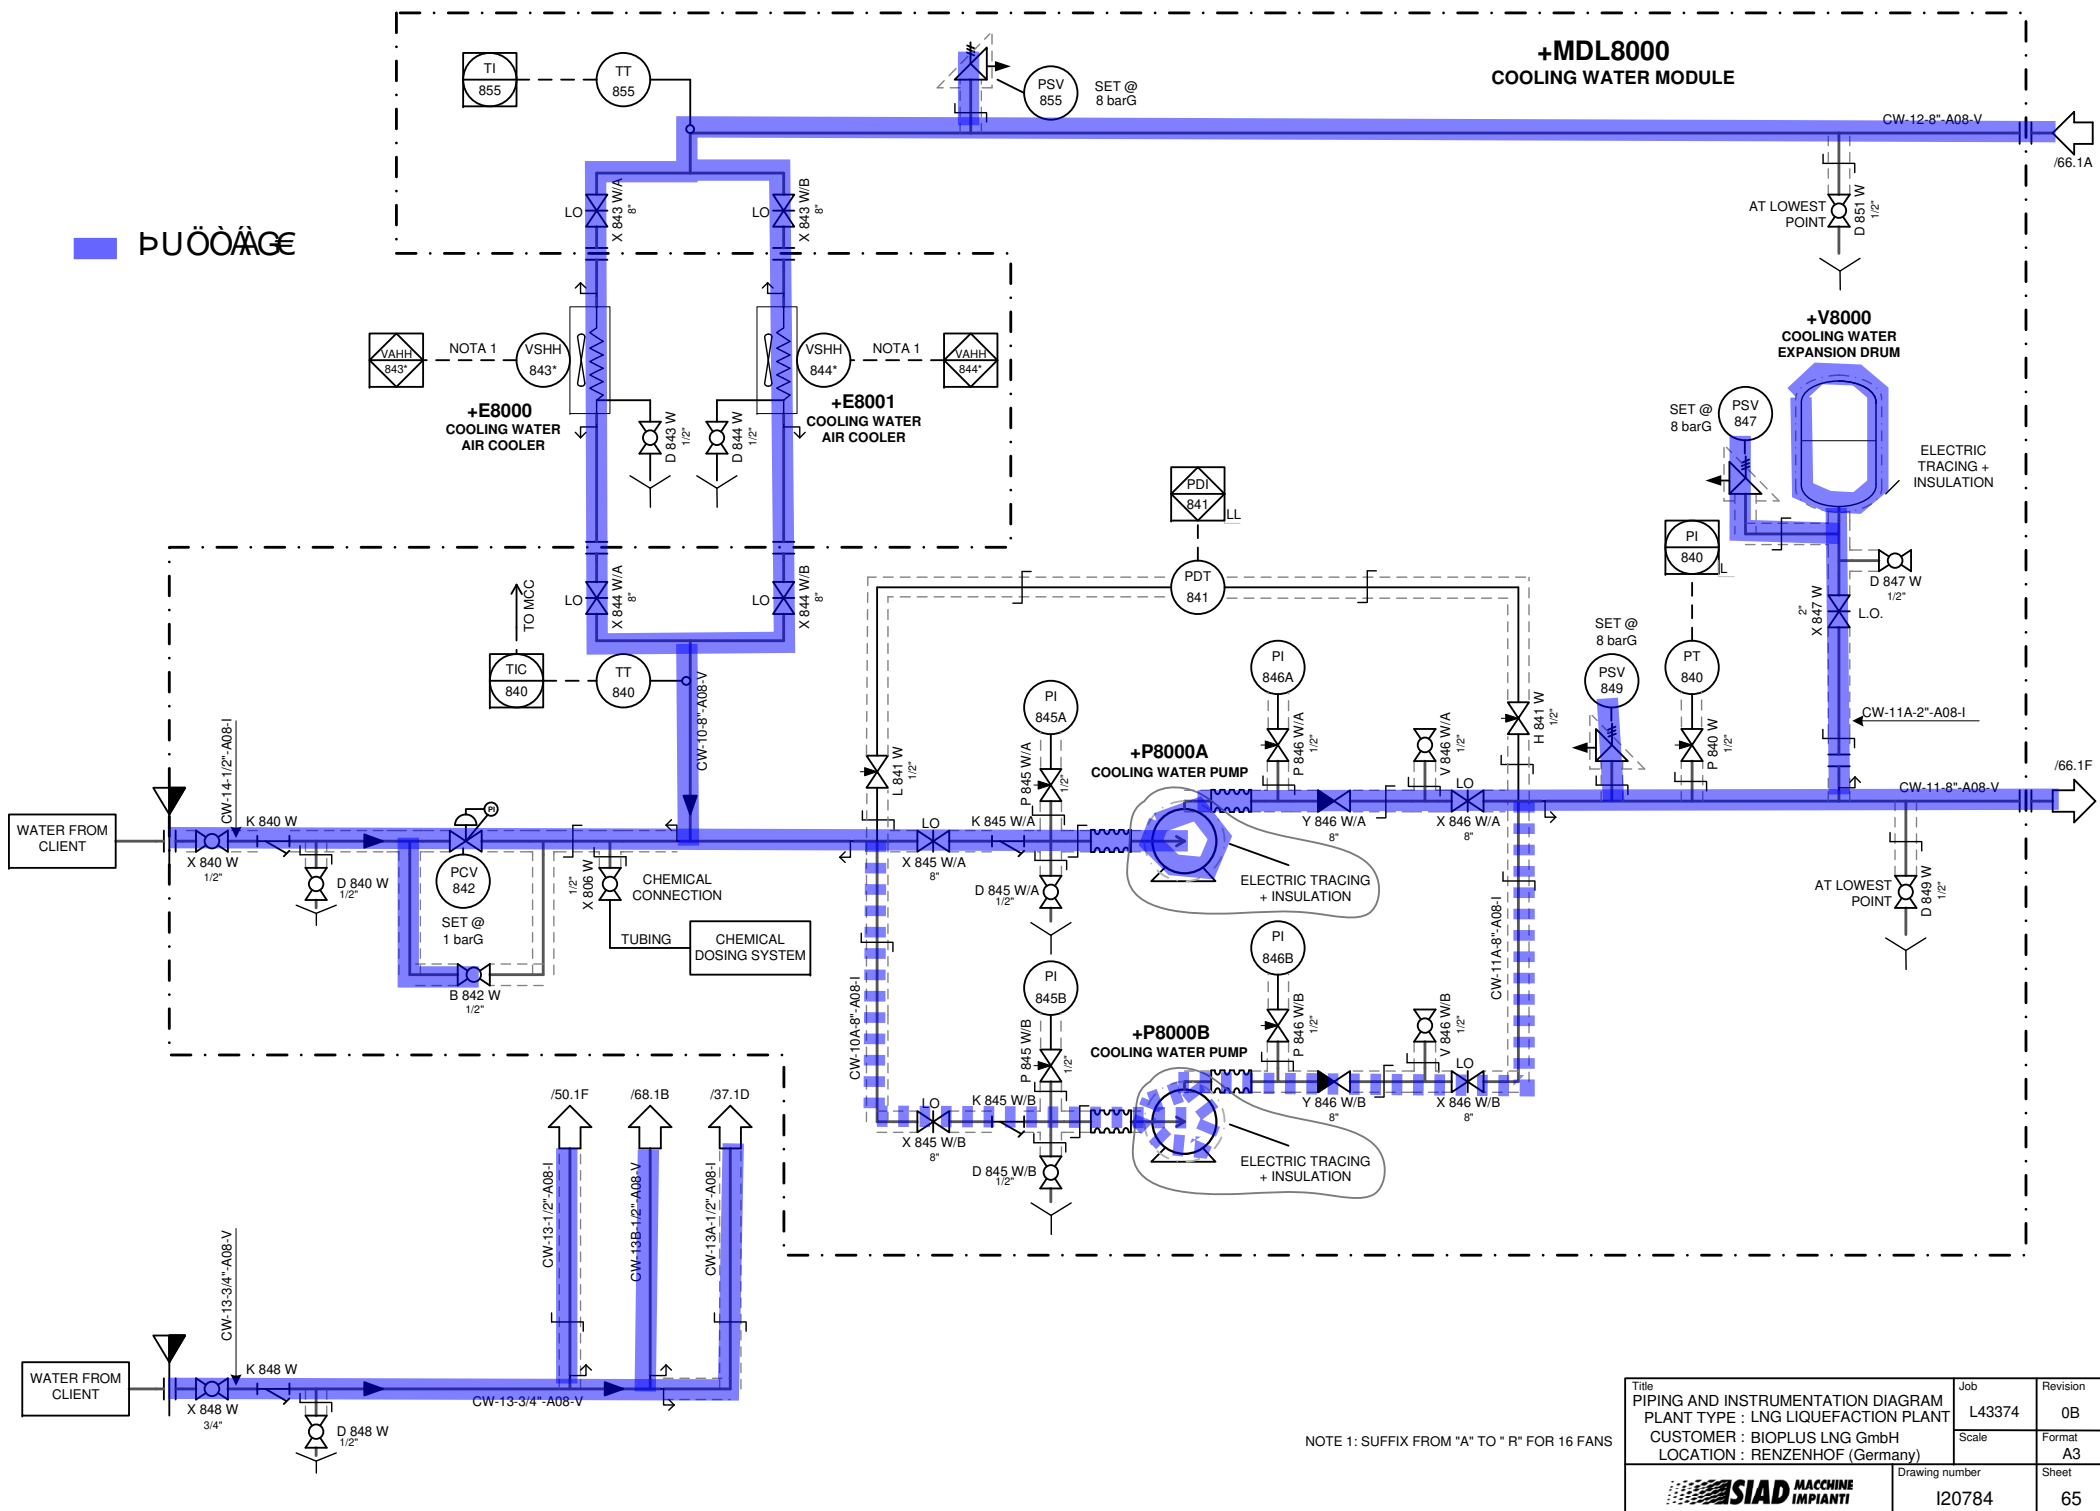 +MDL8000
COOLING WATER MODULE
TI
855
TT
855
PSV
855
SET @
8 barG
CW-12-8"-A08-V
/66.1A
LO
X 843 W/A
8"
LO
X 843 W/B
8"
AT LOWEST
POINT
D 851 W
1/2"
ÞUÖÒ
VAHH
843*
NOTA 1
VSHH
843*
VSHH
844*
NOTA 1
VAHH
844*
+E8000
COOLING WATER
AIR COOLER
D 843 W
1/2"
D 844 W
1/2"
+E8001
COOLING WATER
AIR COOLER
+V8000
COOLING WATER
EXPANSION DRUM
SET @
8 barG
PSV
847
ELECTRIC
TRACING +
INSULATION
PDI
841
LL
PDT
841
PI
840
L
D 847 W
1/2"
2"
X 847 W
L.O.
TO MCC
LO
X 844 W/A
8"
LO
X 844 W/B
8"
TIC
840
TT
840
CW-10-8"-A08-V
SET @
8 barG
PSV
849
PT
840
P 840 W
1/2"
CW-11A-2"-A08-I
PI
845A
P 845 W/A
1/2"
PI
846A
P 846 W/A
1/2"
V 846 W/A
1/2"
H 841 W
1/2"
L 841 W
1/2"
+P8000A
COOLING WATER PUMP
CW-11-8"-A08-V
/66.1F
CW-14-1/2"-A08-I
WATER FROM
CLIENT
K 840 W
X 840 W
1/2"
D 840 W
1/2"
PI
PCV
842
SET @
1 barG
B 842 W
1/2"
X 806 W
1/2"
CHEMICAL
CONNECTION
TUBING
CHEMICAL
DOSING SYSTEM
LO
X 845 W/A
8"
K 845 W/A
D 845 W/A
1/2"
ELECTRIC TRACING
+ INSULATION
Y 846 W/A
8"
LO
X 846 W/A
8"
AT LOWEST
POINT
D 849 W
1/2"
CW-10A-8"-A08-I
CW-11A-8"-A08-I
PI
845B
P 845 W/B
1/2"
PI
846B
P 846 W/B
1/2"
V 846 W/B
1/2"
+P8000B
COOLING WATER PUMP
LO
X 845 W/B
8"
K 845 W/B
D 845 W/B
1/2"
ELECTRIC TRACING
+ INSULATION
Y 846 W/B
8"
LO
X 846 W/B
8"
/50.1F
/68.1B
/37.1D
CW-13-1/2"-A08-I
CW-13B-1/2"-A08-V
CW-13A-1/2"-A08-I
CW-13-3/4"-A08-V
WATER FROM
CLIENT
K 848 W
X 848 W
3/4"
D 848 W
1/2"
CW-13-3/4"-A08-V
NOTE 1: SUFFIX FROM "A" TO " R" FOR 16 FANS
Title
PIPING AND INSTRUMENTATION DIAGRAM
PLANT TYPE : LNG LIQUEFACTION PLANT
CUSTOMER : BIOPLUS LNG GmbH
LOCATION : RENZENHOF (Germany)
Job
L43374
Revision
0B
Scale
Format
A3
SIAD MACCHINE
IMPIANTI
Drawing number
I20784
Sheet
65